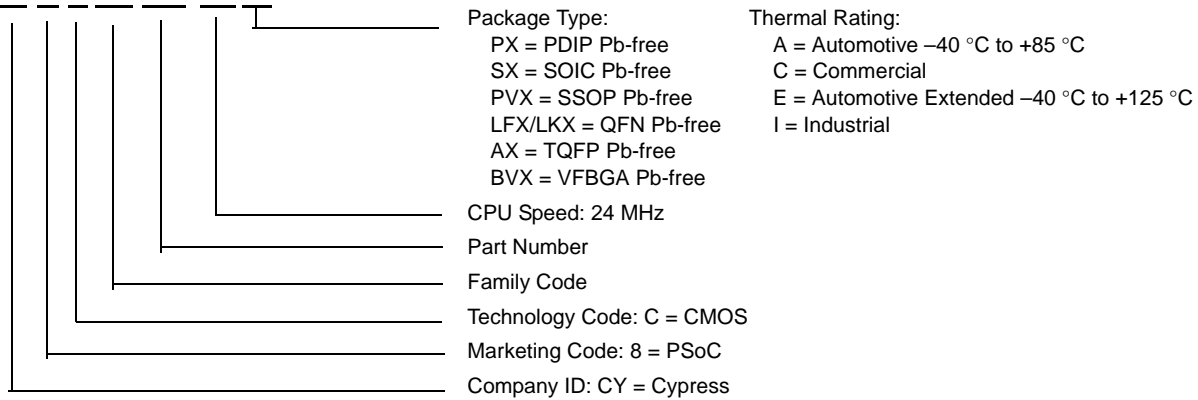 Package Type:
PX = PDIP Pb-free
SX = SOIC Pb-free
PVX = SSOP Pb-free
LFX/LKX = QFN Pb-free
AX = TQFP Pb-free
BVX = VFBGA Pb-free
Thermal Rating:
A = Automotive –40 °C to +85 °C
C = Commercial
E = Automotive Extended –40 °C to +125 °C
I = Industrial
CPU Speed: 24 MHz
Part Number
Family Code
Technology Code: C = CMOS
Marketing Code: 8 = PSoC
Company ID: CY = Cypress